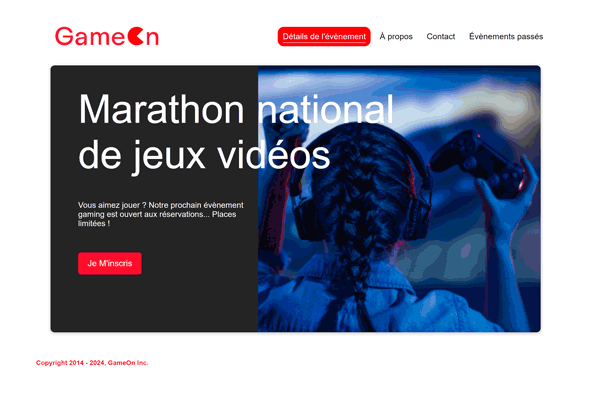 GameOn
Détails de l'évènement À propos Contact Évènements passés
Marathon national
de jeux vidéos
Vous aimez jouer ? Notre prochain évènement
gaming est ouvert aux réservations... Places
limitées !
Je M'inscris
Copyright 2014 - 2024, GameOn Inc.